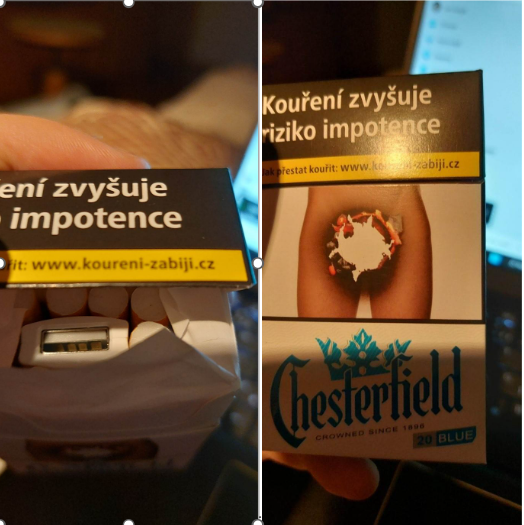 ení zvyšuje
impotence
řit: www.koureni-zabiji.cz
Kouření zvyšuje
riziko impotence
ak přestat kouřit: www.koureni-zabiji.cz
Chesterfield
CROWNED SINCE 1896
20 BLUE